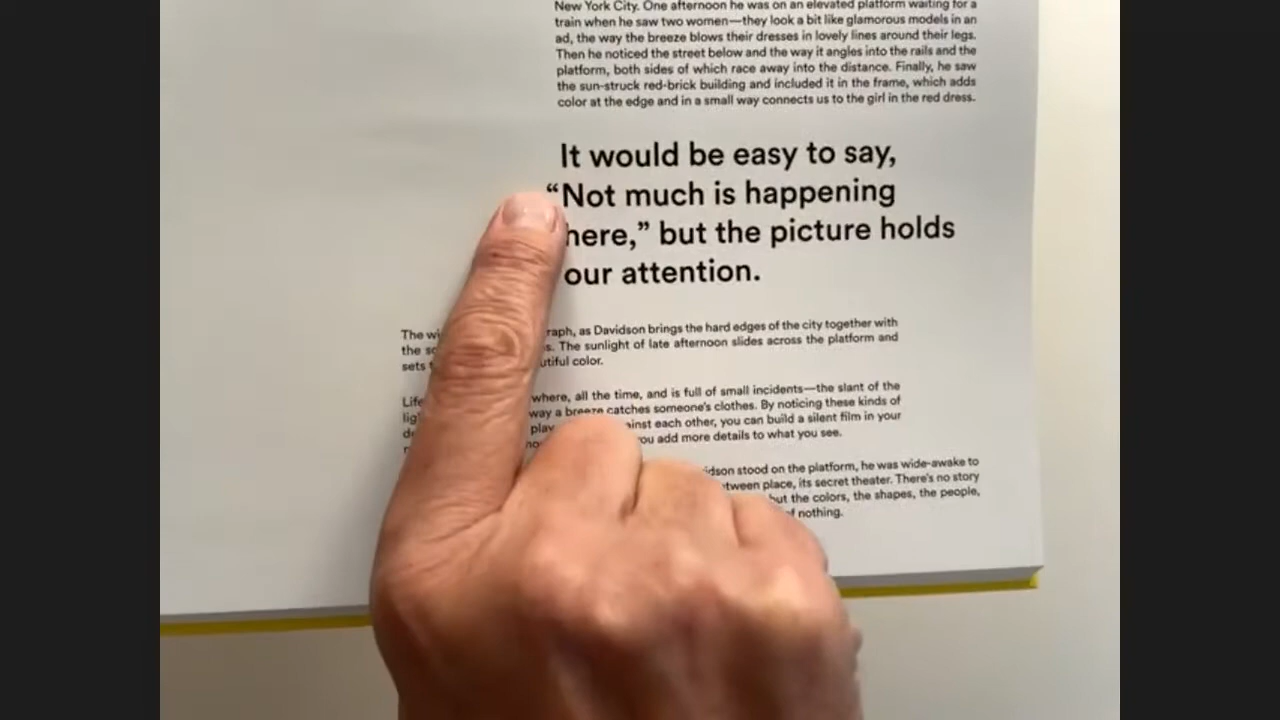 New York City. One afternoon he was on an elevated platform waiting for a
train when he saw two women—they look a bit like glamorous models in an
ad, the way the breeze blows their dresses in lovely lines around their legs.
Then he noticed the street below and the way it angles into the rails and the
platform, both sides of which race away into the distance. Finally, he saw
the sun-struck red-brick building and included it in the frame, which adds
color at the edge and in a small way connects us to the girl in the red dress.
It would be easy to say,
“Not much is happening
here,” but the picture holds
our attention.
The raph, as Davidson brings the hard edges of the city together with
the s. The sunlight of late afternoon slides across the platform and
sets utiful color.
Life where, all the time, and is full of small incidents—the slant of the
way a breeze catches someone's clothes. By noticing these kinds of
play inst each other, you can build a silent film in your
you add more details to what you see.
idson stood on the platform, he was wide-awake to
tween place, its secret theater. There's no story
but the colors, the shapes, the people,
of nothing.